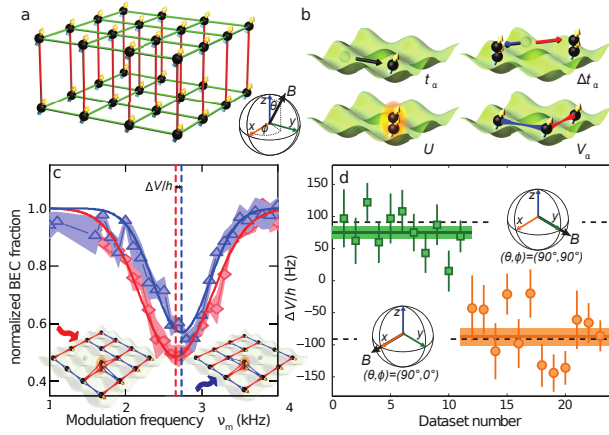 a
z
θ
B
x
ϕ
y
b
t_α
Δt_α
U
V_α
c
ΔV/h
normalized BEC fraction
1.0
0.8
0.6
0.4
1
2
3
4
Modulation frequency ν_m (kHz)
d
ΔV/h (Hz)
150
100
50
0
−50
−100
−150
0
5
10
15
20
Dataset number
z
x
y
B
(θ,ϕ)=(90°,90°)
z
x
y
B
(θ,ϕ)=(90°,0°)